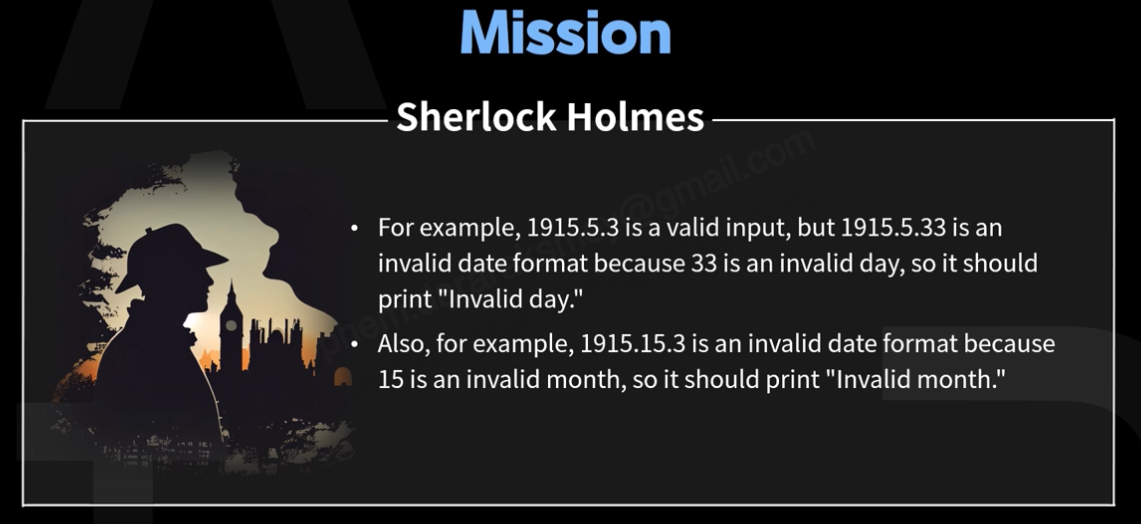 Mission
Sherlock Holmes
• For example, 1915.5.3 is a valid input, but 1915.5.33 is an
invalid date format because 33 is an invalid day, so it should
print "Invalid day."
• Also, for example, 1915.15.3 is an invalid date format because
15 is an invalid month, so it should print "Invalid month."